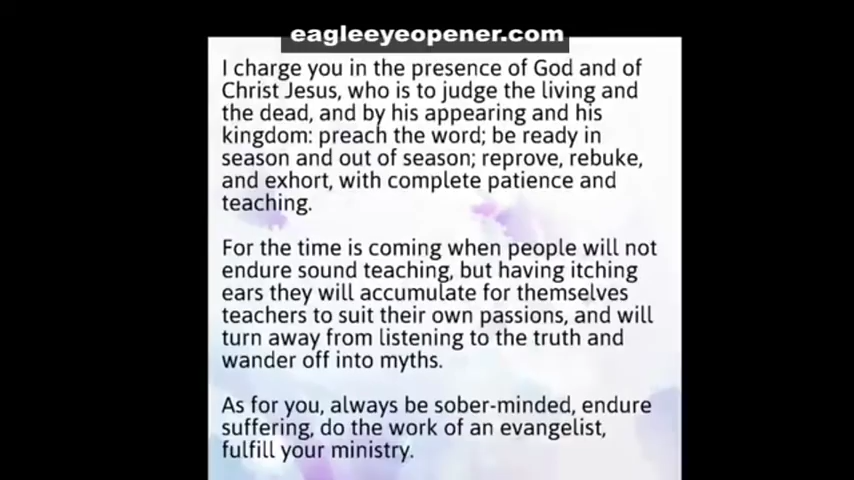 eagleeyeopener.com
I charge you in the presence of God and of
Christ Jesus, who is to judge the living and
the dead, and by his appearing and his
kingdom: preach the word; be ready in
season and out of season; reprove, rebuke,
and exhort, with complete patience and
teaching.
For the time is coming when people will not
endure sound teaching, but having itching
ears they will accumulate for themselves
teachers to suit their own passions, and will
turn away from listening to the truth and
wander off into myths.
As for you, always be sober-minded, endure
suffering, do the work of an evangelist,
fulfill your ministry.